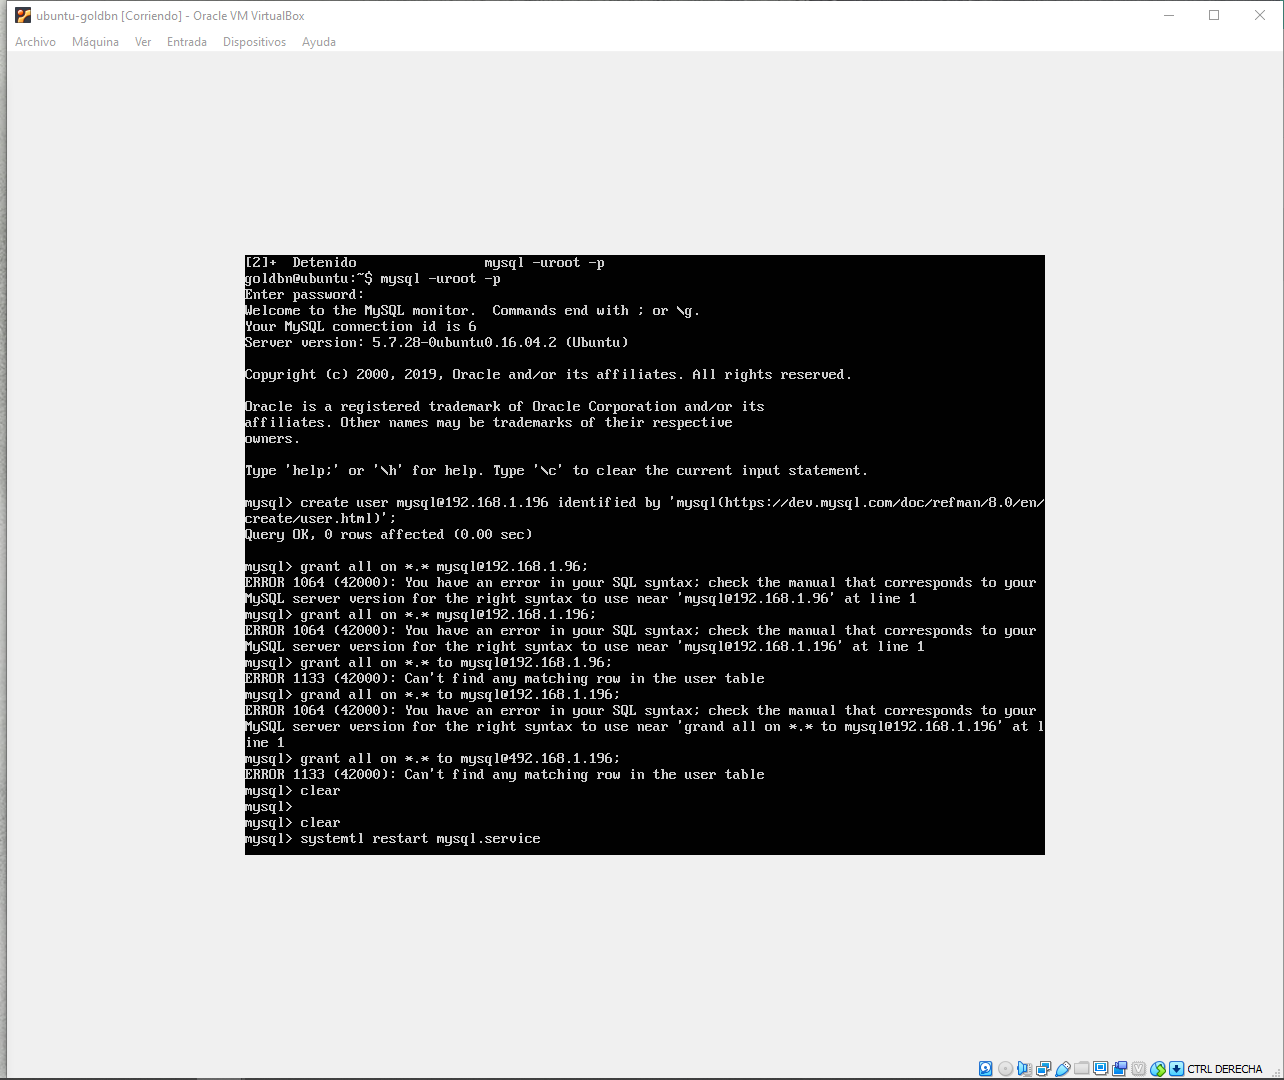 ubuntu-goldbn [Corriendo] - Oracle VM VirtualBox
Archivo Máquina Ver Entrada Dispositivos Ayuda
[2]+  Detenido                mysql -uroot -p
goldbn@ubuntu:~$ mysql -uroot -p
Enter password:
Welcome to the MySQL monitor.  Commands end with ; or \g.
Your MySQL connection id is 6
Server version: 5.7.28-0ubuntu0.16.04.2 (Ubuntu)
Copyright (c) 2000, 2019, Oracle and/or its affiliates. All rights reserved.
Oracle is a registered trademark of Oracle Corporation and/or its
affiliates. Other names may be trademarks of their respective
owners.
Type 'help;' or '\h' for help. Type '\c' to clear the current input statement.
mysql> create user mysql@192.168.1.196 identified by 'mysql(https://dev.mysql.com/doc/refman/8.0/en/
create/user.html)';
Query OK, 0 rows affected (0.00 sec)
mysql> grant all on *.* mysql@192.168.1.96;
ERROR 1064 (42000): You have an error in your SQL syntax; check the manual that corresponds to your
MySQL server version for the right syntax to use near 'mysql@192.168.1.96' at line 1
mysql> grant all on *.* mysql@192.168.1.196;
ERROR 1064 (42000): You have an error in your SQL syntax; check the manual that corresponds to your
MySQL server version for the right syntax to use near 'mysql@192.168.1.196' at line 1
mysql> grant all on *.* to mysql@192.168.1.96;
ERROR 1133 (42000): Can't find any matching row in the user table
mysql> grand all on *.* to mysql@192.168.1.196;
ERROR 1064 (42000): You have an error in your SQL syntax; check the manual that corresponds to your
MySQL server version for the right syntax to use near 'grand all on *.* to mysql@192.168.1.196' at l
ine 1
mysql> grant all on *.* to mysql@492.168.1.196;
ERROR 1133 (42000): Can't find any matching row in the user table
mysql> clear
mysql>
mysql> clear
mysql> systemtl restart mysql.service
CTRL DERECHA